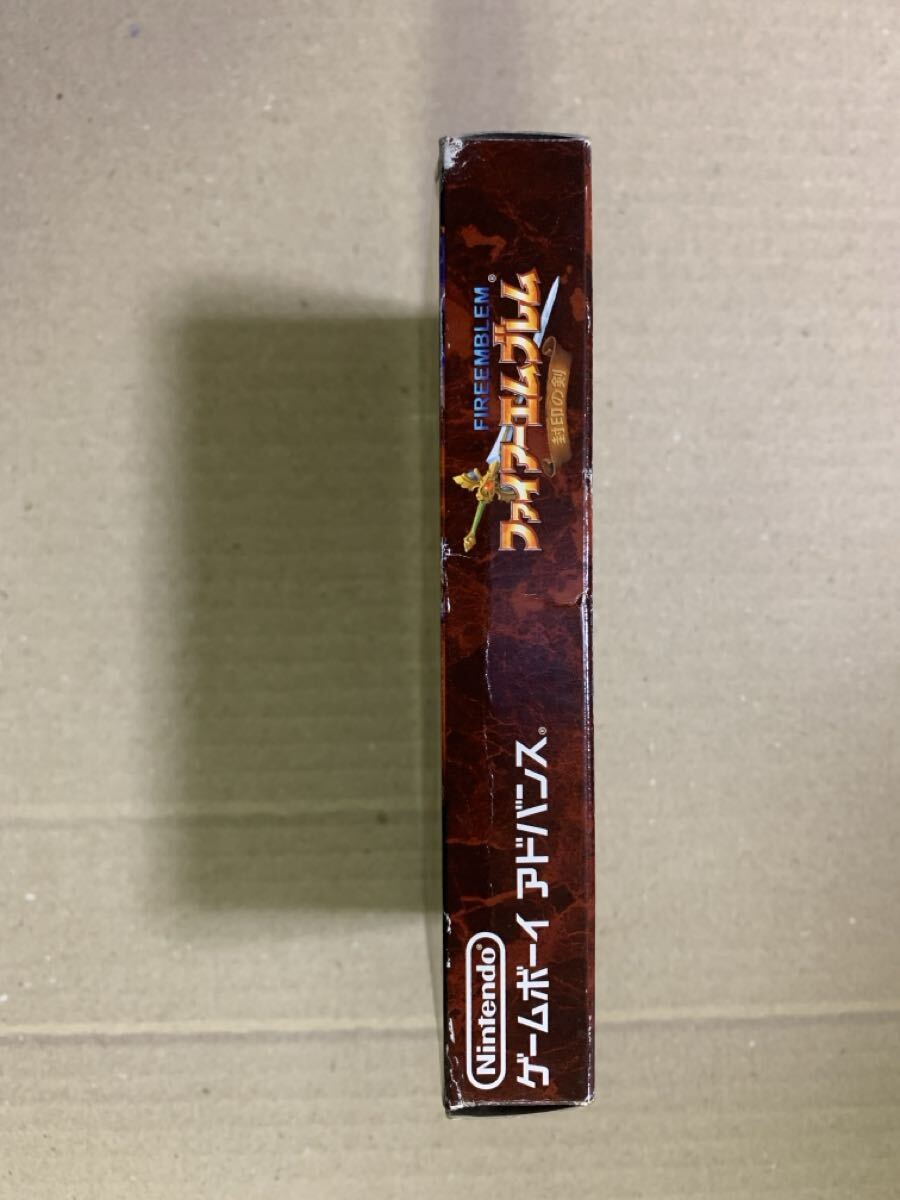 Nintendo®
ゲームボーイ アドバンス®
FIREEMBLEM®
ファイアーエムブレム
封印の剣